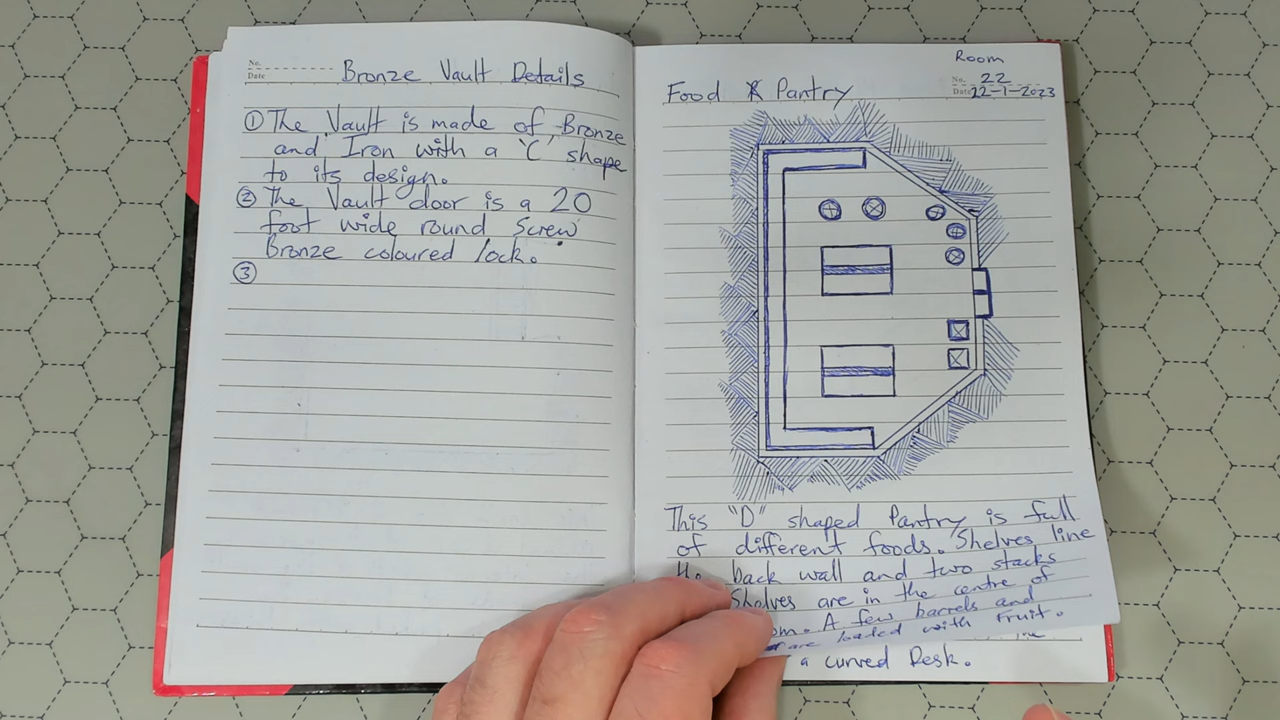 No.
Date
Bronze Vault Details
① The Vault is made of Bronze
and Iron with a 'C' shape
to its design.
② The Vault door is a 20
foot wide round Screw
Bronze coloured lock.
③
Room
No. 22
Date 22-1-2023
Food Pantry
This "D" shaped Pantry is full
of different foods. Shelves line
the back wall and two stacks
Shelves are in the centre of
om. A few barrels and
are loaded with Fruit.
a curved Desk.